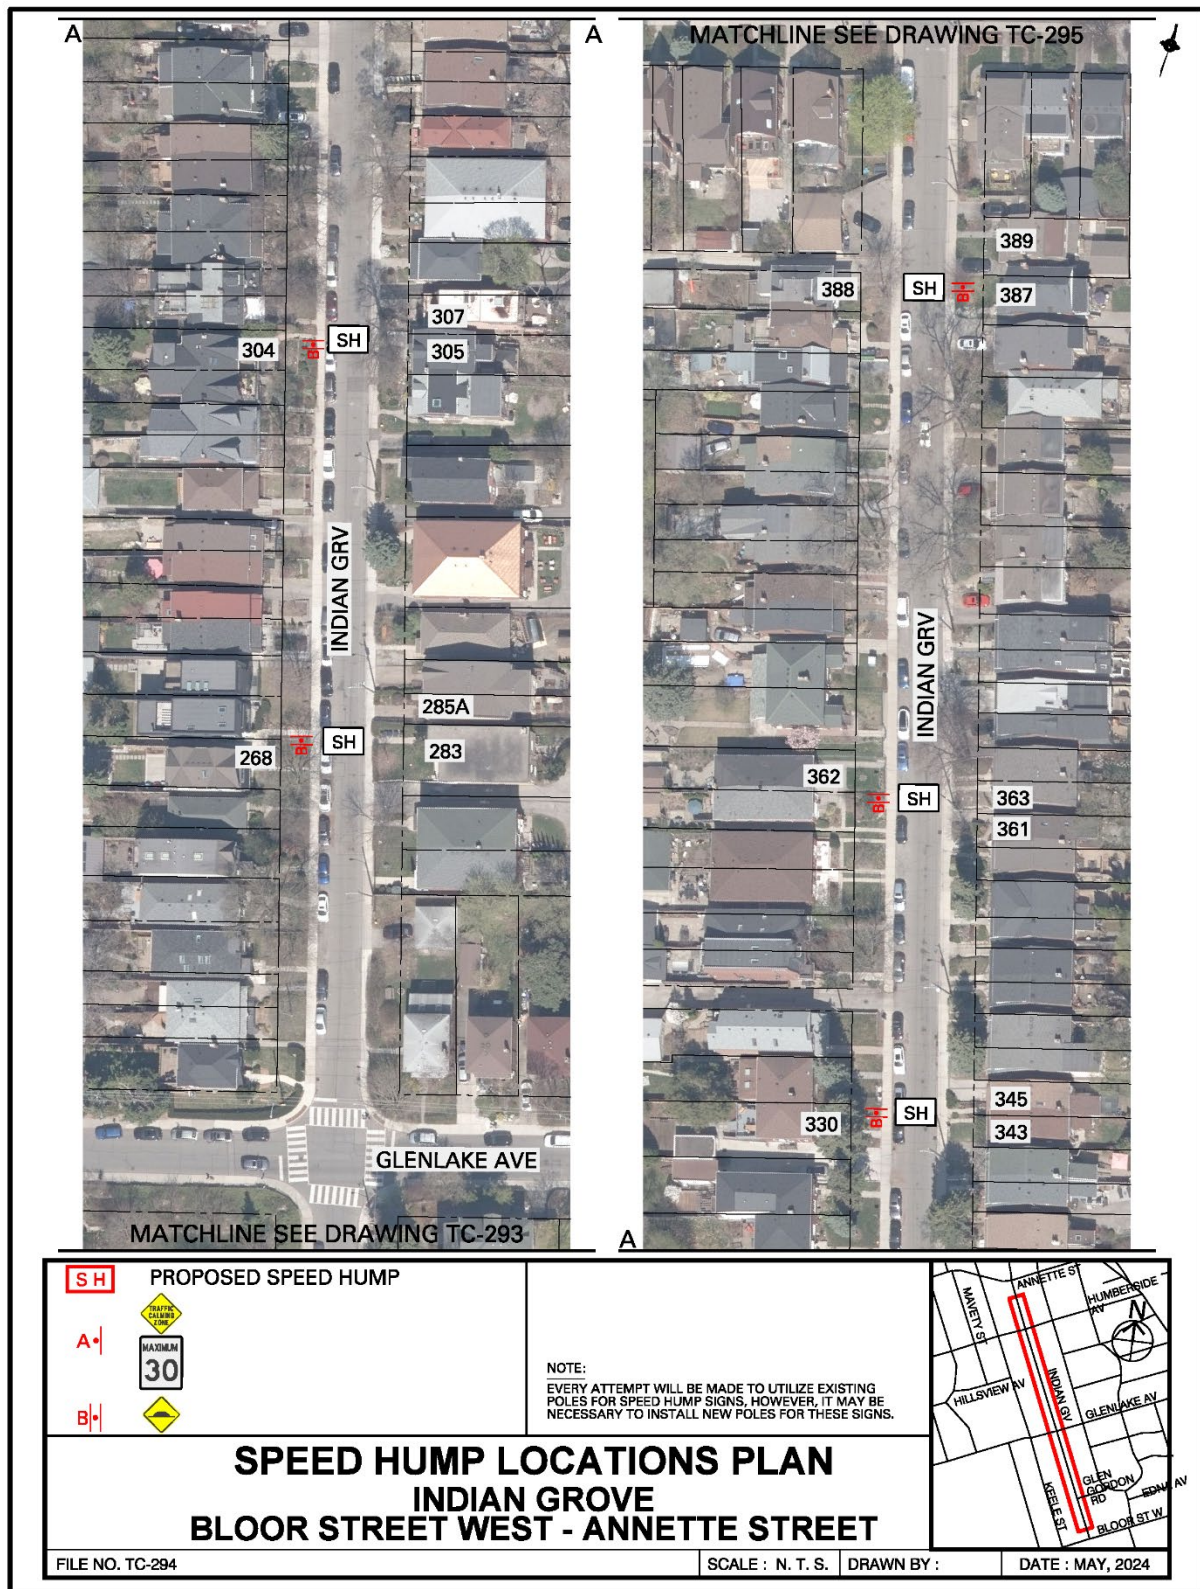 A
A
304
SH
307
305
INDIAN GRV
285A
268
SH
283
GLENLAKE AVE
MATCHLINE SEE DRAWING TC-293
MATCHLINE SEE DRAWING TC-295
389
388
SH
387
INDIAN GRV
362
SH
363
361
345
330
SH
343
A
B
B
B
B
B
SH PROPOSED SPEED HUMP
TRAFFIC
CALMING
ZONE
A
MAXIMUM
30
B
NOTE:
EVERY ATTEMPT WILL BE MADE TO UTILIZE EXISTING
POLES FOR SPEED HUMP SIGNS, HOWEVER, IT MAY BE
NECESSARY TO INSTALL NEW POLES FOR THESE SIGNS.
ANNETTE ST
MAVETY ST
HUMBERSIDE
AV
N
INDIAN GV
HILLSVIEW AV
GLENLAKE AV
GLEN
GORDON
RD
EDNA AV
KEELE ST
BLOOR ST W
SPEED HUMP LOCATIONS PLAN
INDIAN GROVE
BLOOR STREET WEST - ANNETTE STREET
FILE NO. TC-294
SCALE : N. T. S.
DRAWN BY :
DATE : MAY, 2024